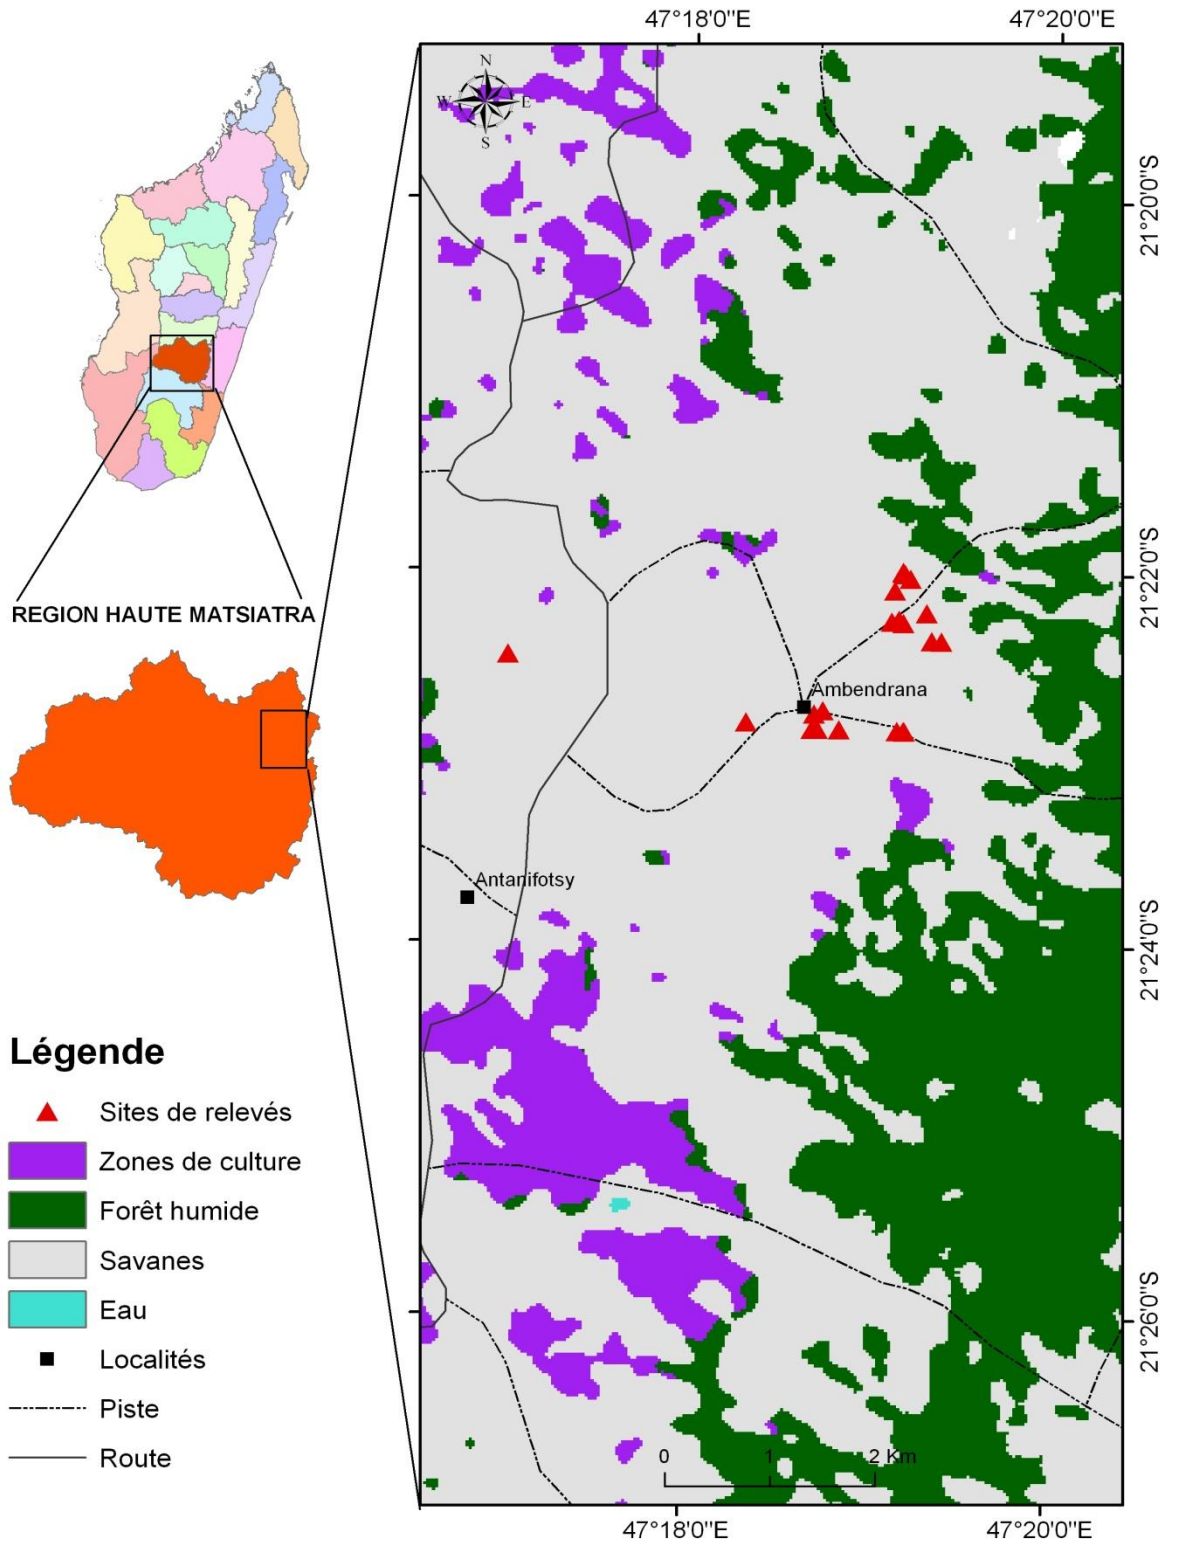 47°18'0"E
47°20'0"E
N
W
E
S
21°20'0"S
21°22'0"S
REGION HAUTE MATSIATRA
Ambendrana
Antanifotsy
21°24'0"S
21°26'0"S
Légende
Sites de relevés
Zones de culture
Forêt humide
Savanes
Eau
Localités
Piste
Route
0 1 2 Km
47°18'0"E
47°20'0"E